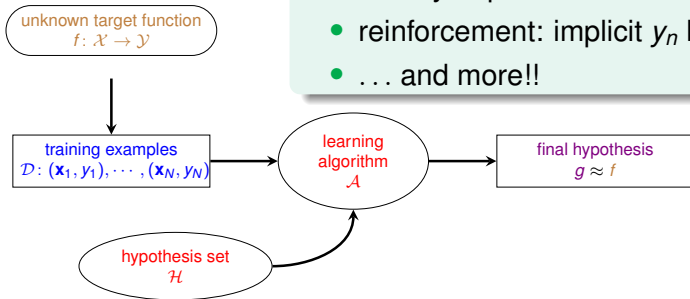 unknown target function
f: 𝒳 → 𝒴
• reinforcement: implicit yₙ
• . . . and more!!
training examples
𝒟: (𝐱₁, y₁), · · · , (𝐱_N, y_N)
learning
algorithm
𝒜
final hypothesis
g ≈ f
hypothesis set
ℋ